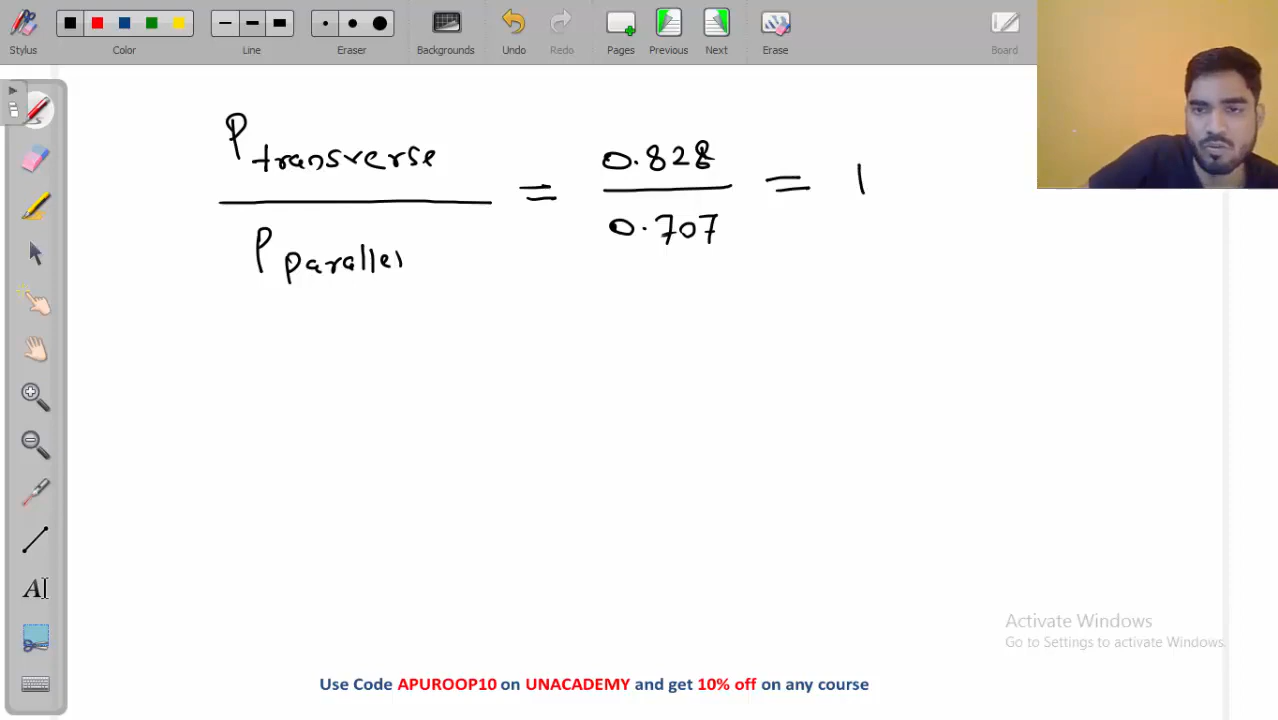 Stylus Color Line Eraser Backgrounds Undo Redo Pages Previous Next Erase Board
P transverse
P parallel
= 0.828 / 0.707 = 1
Activate Windows
Go to Settings to activate Windows.
Use Code APUROOP10 on UNACADEMY and get 10% off on any course